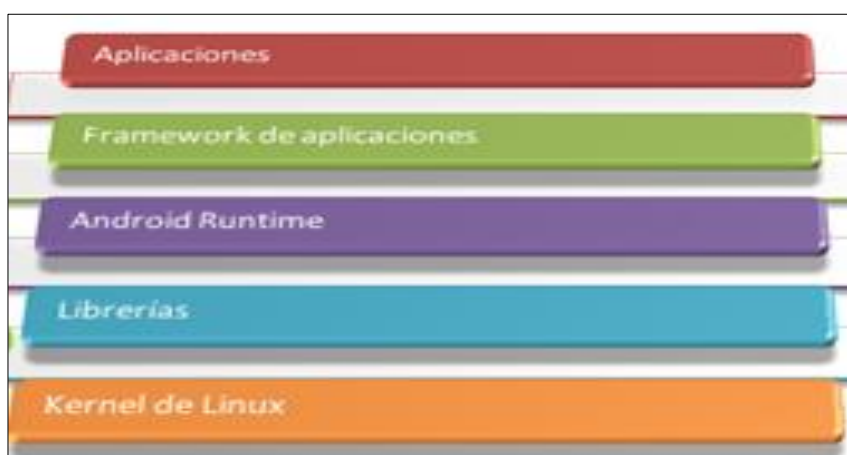 Aplicaciones
Framework de aplicaciones
Android Runtime
Librerías
Kernel de Linux